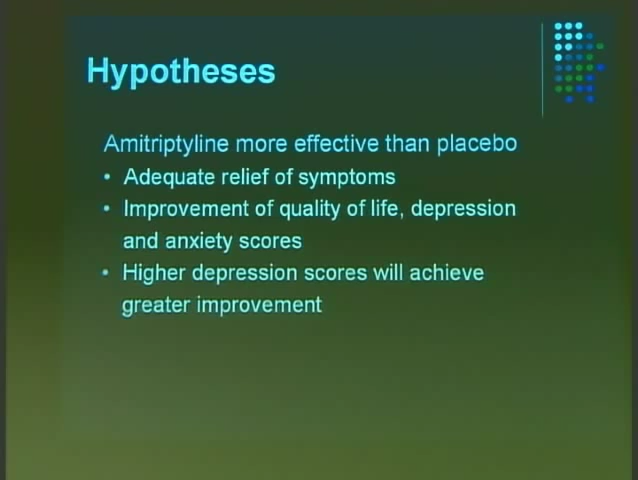 Hypotheses
Amitriptyline more effective than placebo
• Adequate relief of symptoms
• Improvement of quality of life, depression
and anxiety scores
• Higher depression scores will achieve
greater improvement